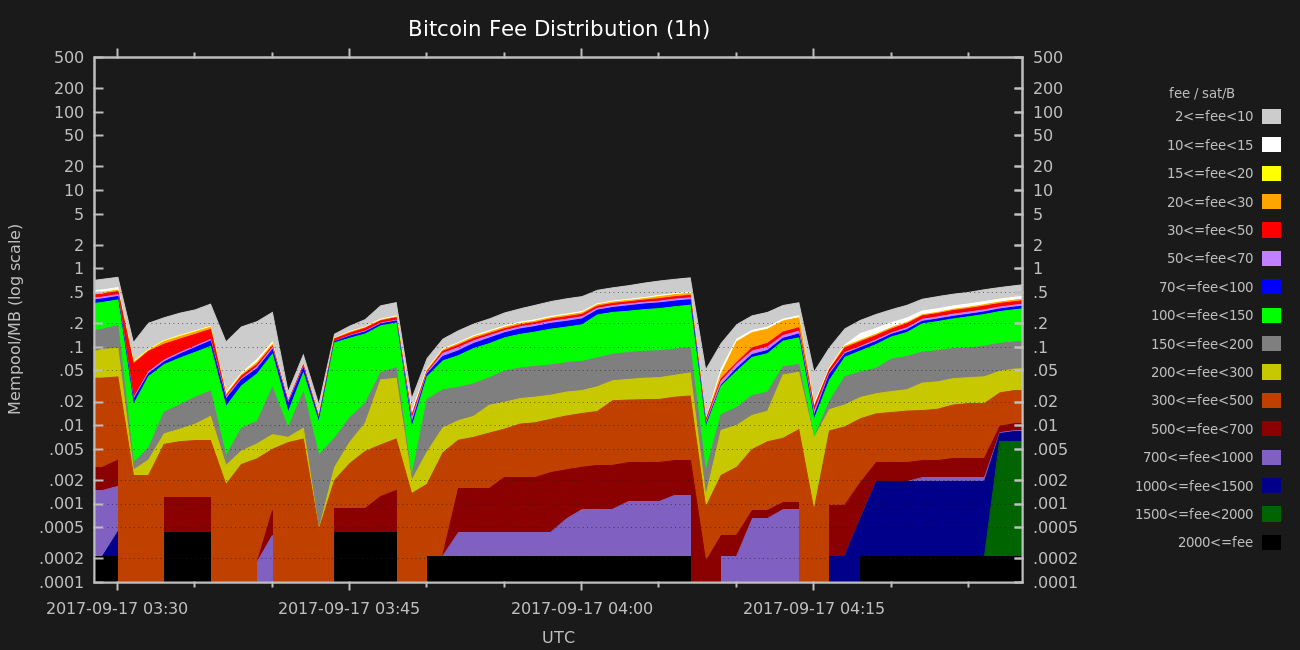 Bitcoin Fee Distribution (1h)
Mempool/MB (log scale)
500
200
100
50
20
10
5
2
1
.5
.2
.1
.05
.02
.01
.005
.002
.001
.0005
.0002
.0001
500
200
100
50
20
10
5
2
1
.5
.2
.1
.05
.02
.01
.005
.002
.001
.0005
.0002
.0001
2017-09-17 03:30
2017-09-17 03:45
2017-09-17 04:00
2017-09-17 04:15
UTC
fee / sat/B
2<=fee<10
10<=fee<15
15<=fee<20
20<=fee<30
30<=fee<50
50<=fee<70
70<=fee<100
100<=fee<150
150<=fee<200
200<=fee<300
300<=fee<500
500<=fee<700
700<=fee<1000
1000<=fee<1500
1500<=fee<2000
2000<=fee